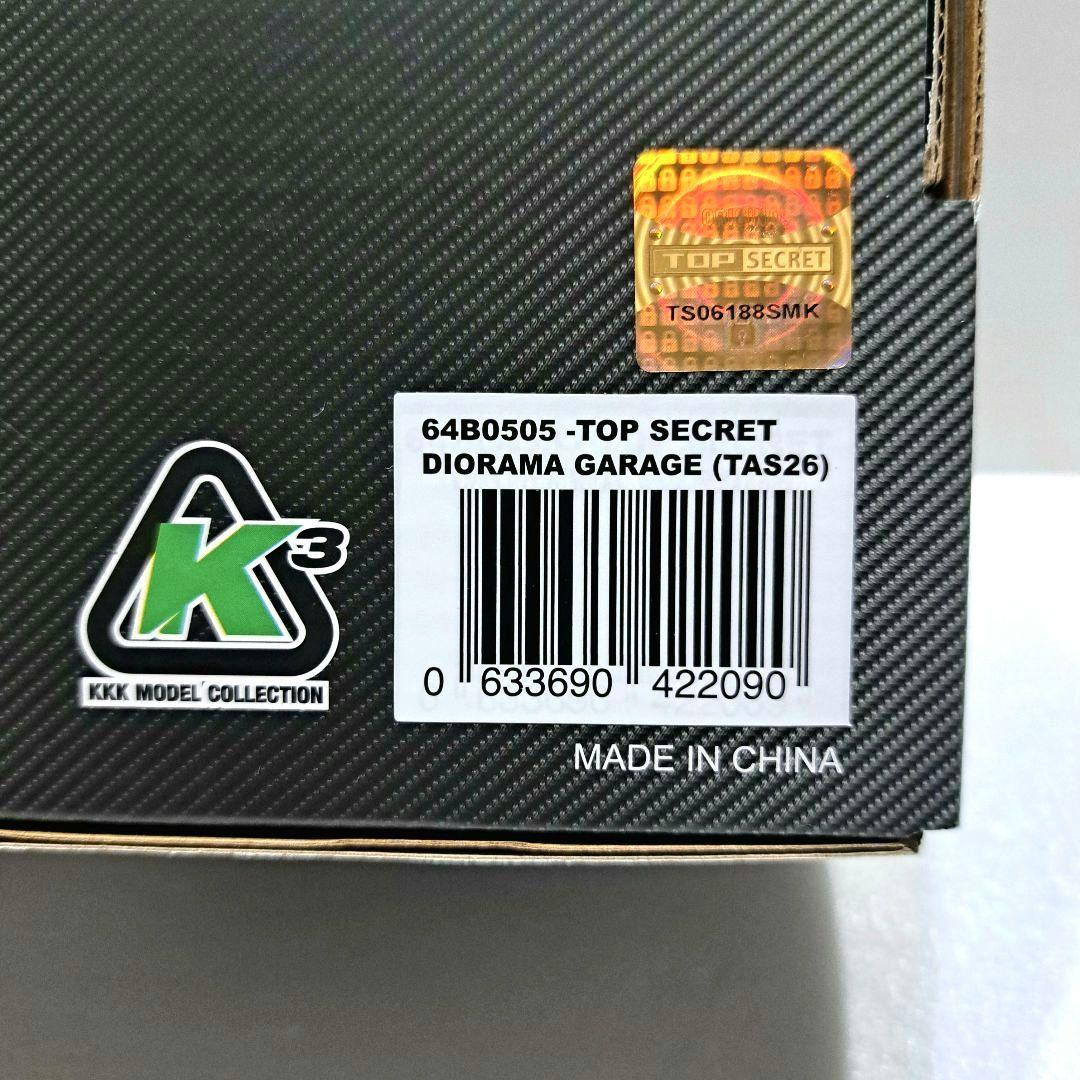 TOP SECRET
TS06188SMK
64B0505 -TOP SECRET
DIORAMA GARAGE (TAS26)
0 633690 422090
K3
KKK MODEL COLLECTION
MADE IN CHINA